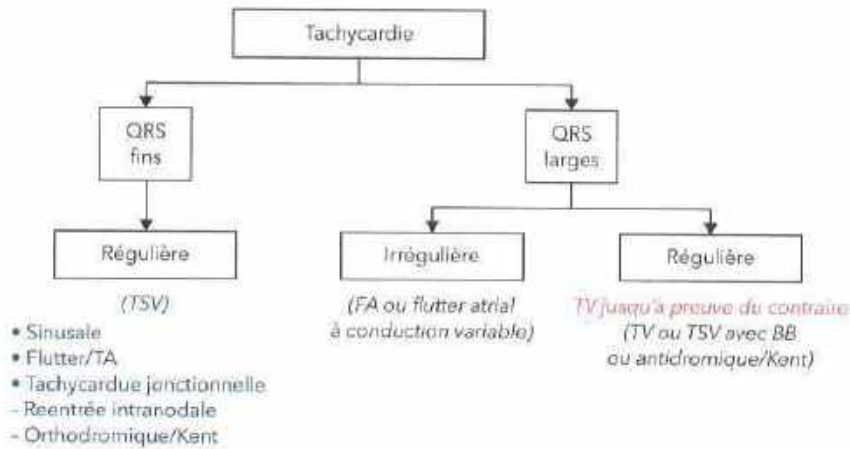 Tachycardie
QRS
fins
QRS
larges
Régulière
Irrégulière
Régulière
(TSV)
• Sinusale
• Flutter/TA
• Tachycardue jonctionnelle
- Reentrée intranodale
- Orthodromique/Kent
(FA ou flutter atrial
à conduction variable)
TV jusqu'à preuve du contraire
(TV ou TSV avec BB
ou antidromique/Kent)